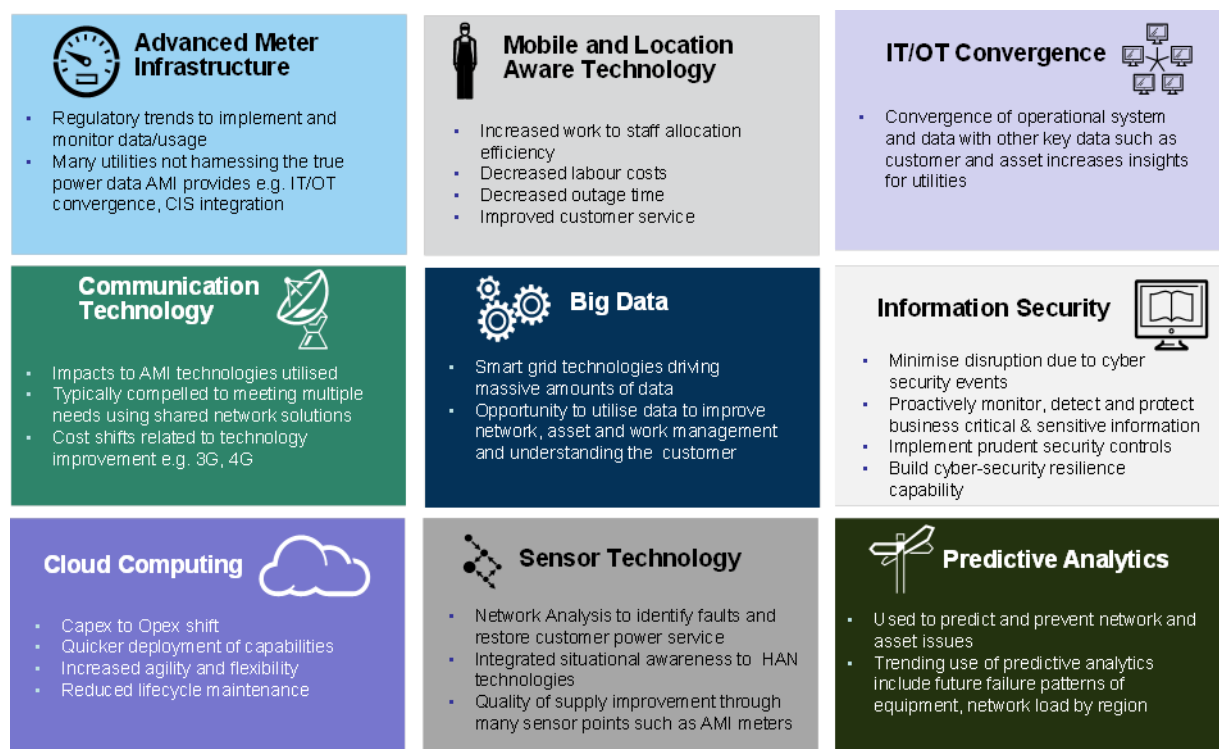 Advanced Meter
Infrastructure
▪ Regulatory trends to implement and
monitor data/usage
▪ Many utilities not harnessing the true
power data AMI provides e.g. IT/OT
convergence, CIS integration
Mobile and Location
Aware Technology
▪ Increased work to staff allocation
efficiency
▪ Decreased labour costs
▪ Decreased outage time
▪ Improved customer service
IT/OT Convergence
▪ Convergence of operational system
and data with other key data such as
customer and asset increases insights
for utilities
Communication
Technology
▪ Impacts to AMI technologies utilised
▪ Typically compelled to meeting multiple
needs using shared network solutions
▪ Cost shifts related to technology
improvement e.g. 3G, 4G
Big Data
▪ Smart grid technologies driving
massive amounts of data
▪ Opportunity to utilise data to improve
network, asset and work management
and understanding the customer
Information Security
▪ Minimise disruption due to cyber
security events
▪ Proactively monitor, detect and protect
business critical & sensitive information
▪ Implement prudent security controls
▪ Build cyber-security resilience
capability
Cloud Computing
▪ Capex to Opex shift
▪ Quicker deployment of capabilities
▪ Increased agility and flexibility
▪ Reduced lifecycle maintenance
Sensor Technology
▪ Network Analysis to identify faults and
restore customer power service
▪ Integrated situational awareness to HAN
technologies
▪ Quality of supply improvement through
many sensor points such as AMI meters
Predictive Analytics
▪ Used to predict and prevent network and
asset issues
▪ Trending use of predictive analytics
include future failure patterns of
equipment, network load by region